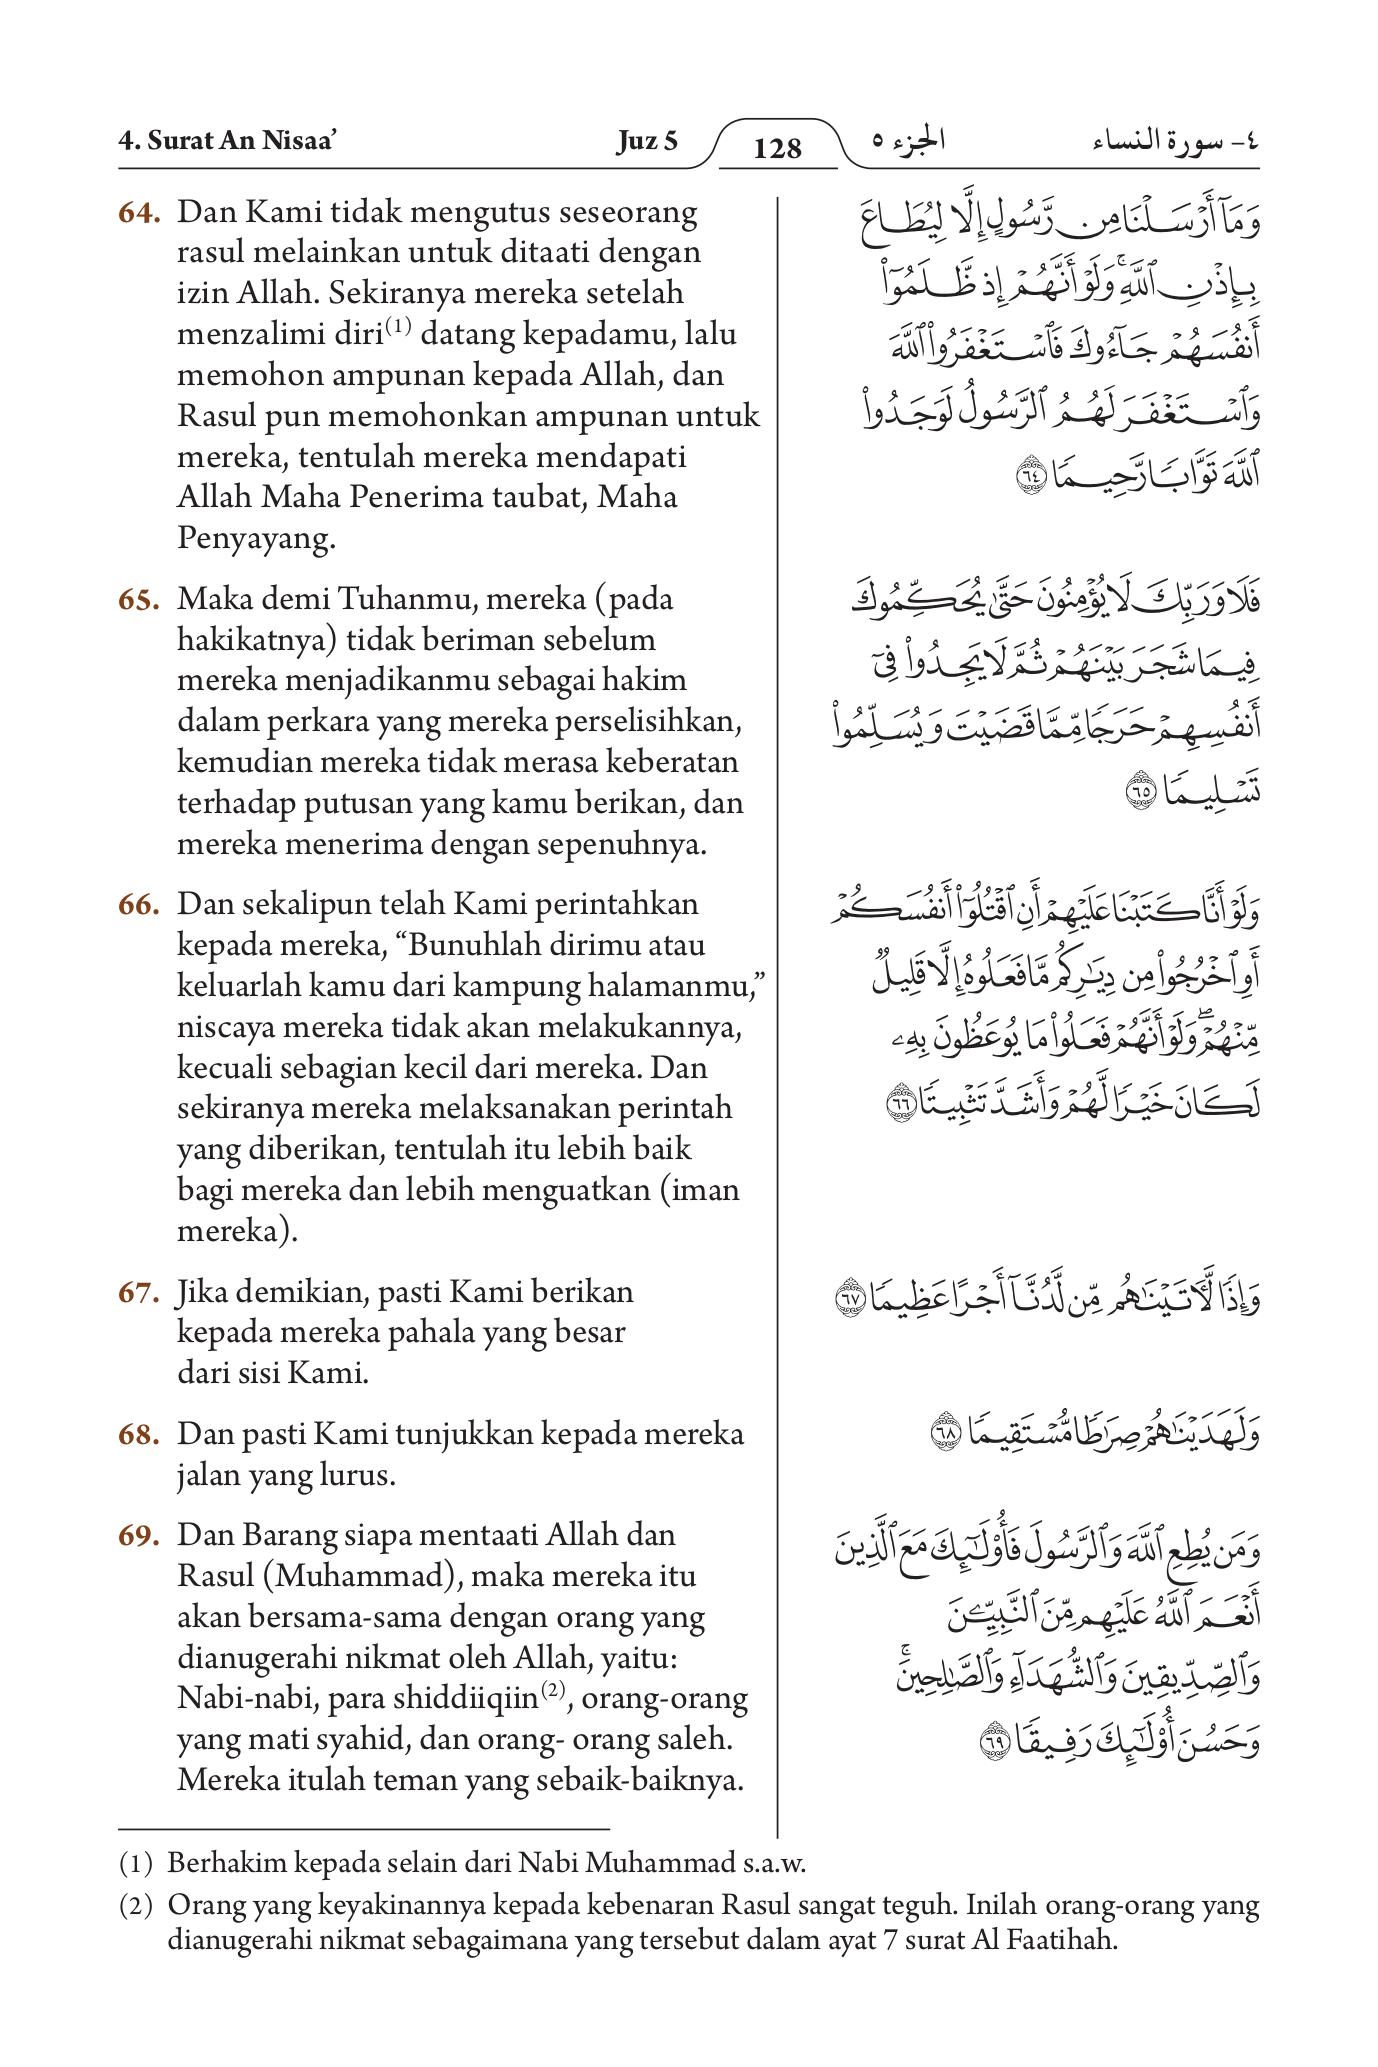 4. Surat An Nisaa’ Juz 5 128 الجزء ٥ ٤- سورة النساء
64. Dan Kami tidak mengutus seseorang
rasul melainkan untuk ditaati dengan
izin Allah. Sekiranya mereka setelah
menzalimi diri(1) datang kepadamu, lalu
memohon ampunan kepada Allah, dan
Rasul pun memohonkan ampunan untuk
mereka, tentulah mereka mendapati
Allah Maha Penerima taubat, Maha
Penyayang.
وَمَآ أَرۡسَلۡنَا مِن رَّسُولٍ إِلَّا لِيُطَاعَ
بِإِذۡنِ ٱللَّهِۚ وَلَوۡ أَنَّهُمۡ إِذ ظَّلَمُوٓاْ
أَنفُسَهُمۡ جَآءُوكَ فَٱسۡتَغۡفَرُواْ ٱللَّهَ
وَٱسۡتَغۡفَرَ لَهُمُ ٱلرَّسُولُ لَوَجَدُواْ
ٱللَّهَ تَوَّابٗا رَّحِيمٗا ٦٤
65. Maka demi Tuhanmu, mereka (pada
hakikatnya) tidak beriman sebelum
mereka menjadikanmu sebagai hakim
dalam perkara yang mereka perselisihkan,
kemudian mereka tidak merasa keberatan
terhadap putusan yang kamu berikan, dan
mereka menerima dengan sepenuhnya.
فَلَا وَرَبِّكَ لَا يُؤۡمِنُونَ حَتَّىٰ يُحَكِّمُوكَ
فِيمَا شَجَرَ بَيۡنَهُمۡ ثُمَّ لَا يَجِدُواْ فِيٓ
أَنفُسِهِمۡ حَرَجٗا مِّمَّا قَضَيۡتَ وَيُسَلِّمُواْ
تَسۡلِيمٗا ٦٥
66. Dan sekalipun telah Kami perintahkan
kepada mereka, “Bunuhlah dirimu atau
keluarlah kamu dari kampung halamanmu,”
niscaya mereka tidak akan melakukannya,
kecuali sebagian kecil dari mereka. Dan
sekiranya mereka melaksanakan perintah
yang diberikan, tentulah itu lebih baik
bagi mereka dan lebih menguatkan (iman
mereka).
وَلَوۡ أَنَّا كَتَبۡنَا عَلَيۡهِمۡ أَنِ ٱقۡتُلُوٓاْ أَنفُسَكُمۡ
أَوِ ٱخۡرُجُواْ مِن دِيَٰرِكُم مَّا فَعَلُوهُ إِلَّا قَلِيلٞ
مِّنۡهُمۡۖ وَلَوۡ أَنَّهُمۡ فَعَلُواْ مَا يُوعَظُونَ بِهِۦ
لَكَانَ خَيۡرٗا لَّهُمۡ وَأَشَدَّ تَثۡبِيتٗا ٦٦
67. Jika demikian, pasti Kami berikan
kepada mereka pahala yang besar
dari sisi Kami.
وَإِذٗا لَّأٓتَيۡنَٰهُم مِّن لَّدُنَّآ أَجۡرًا عَظِيمٗا ٦٧
68. Dan pasti Kami tunjukkan kepada mereka
jalan yang lurus.
وَلَهَدَيۡنَٰهُمۡ صِرَٰطٗا مُّسۡتَقِيمٗا ٦٨
69. Dan Barang siapa mentaati Allah dan
Rasul (Muhammad), maka mereka itu
akan bersama-sama dengan orang yang
dianugerahi nikmat oleh Allah, yaitu:
Nabi-nabi, para shiddiiqiin(2), orang-orang
yang mati syahid, dan orang- orang saleh.
Mereka itulah teman yang sebaik-baiknya.
وَمَن يُطِعِ ٱللَّهَ وَٱلرَّسُولَ فَأُوْلَٰٓئِكَ مَعَ ٱلَّذِينَ
أَنۡعَمَ ٱللَّهُ عَلَيۡهِم مِّنَ ٱلنَّبِيِّـۧنَ
وَٱلصِّدِّيقِينَ وَٱلشُّهَدَآءِ وَٱلصَّٰلِحِينَۚ
وَحَسُنَ أُوْلَٰٓئِكَ رَفِيقٗا ٦٩
(1) Berhakim kepada selain dari Nabi Muhammad s.a.w.
(2) Orang yang keyakinannya kepada kebenaran Rasul sangat teguh. Inilah orang-orang yang
dianugerahi nikmat sebagaimana yang tersebut dalam ayat 7 surat Al Faatihah.